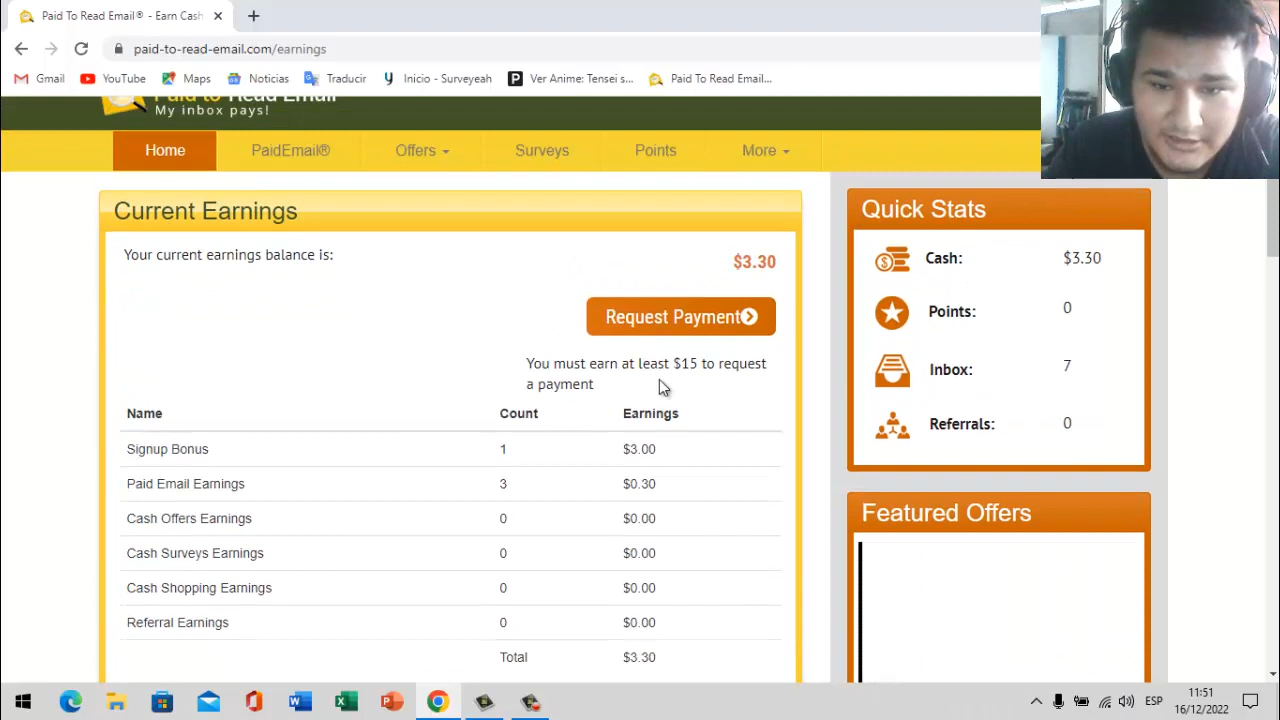 Paid To Read Email® - Earn Cash
paid-to-read-email.com/earnings
Gmail YouTube Maps Noticias Traducir Inicio - Surveyeah Ver Anime: Tensei s... Paid To Read Email...
Paid to Read Email
My inbox pays!
Home PaidEmail® Offers Surveys Points More
Current Earnings
Your current earnings balance is:
$3.30
Request Payment
You must earn at least $15 to request
a payment
Name Count Earnings
Signup Bonus 1 $3.00
Paid Email Earnings 3 $0.30
Cash Offers Earnings 0 $0.00
Cash Surveys Earnings 0 $0.00
Cash Shopping Earnings 0 $0.00
Referral Earnings 0 $0.00
Total $3.30
Quick Stats
Cash: $3.30
Points: 0
Inbox: 7
Referrals: 0
Featured Offers
ESP
11:51
16/12/2022